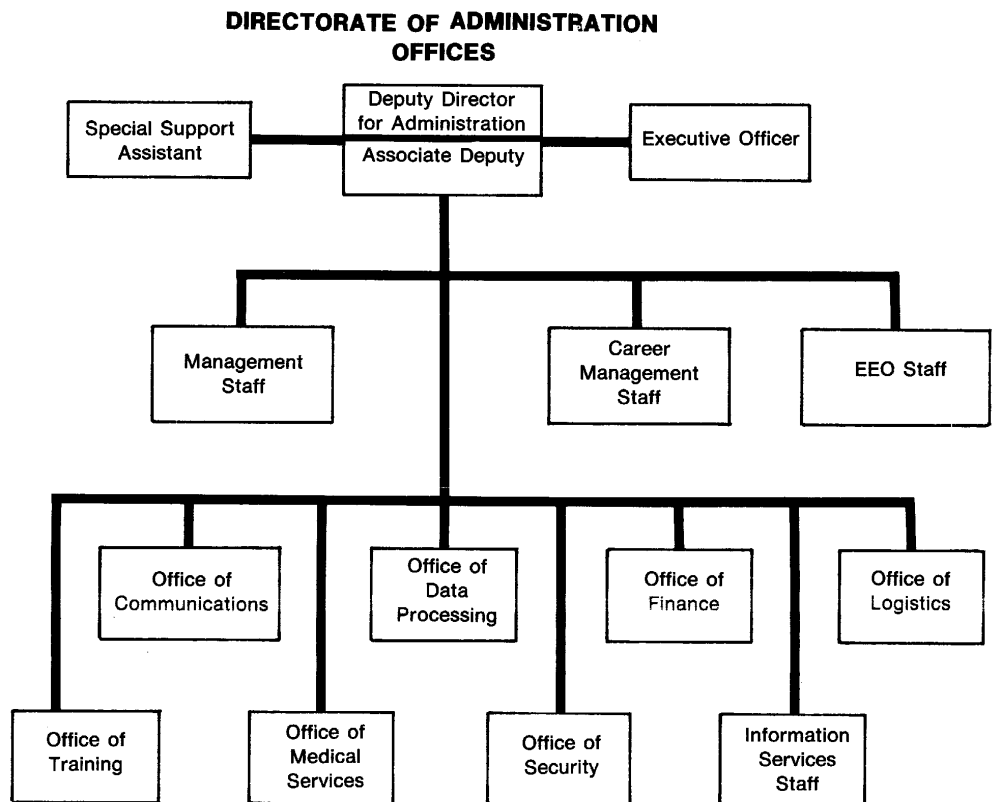 DIRECTORATE OF ADMINISTRATION
OFFICES
Deputy Director
for Administration
Associate Deputy
Special Support
Assistant
Executive Officer
Management
Staff
Career
Management
Staff
EEO Staff
Office of
Communications
Office of
Data
Processing
Office of
Finance
Office of
Logistics
Office of
Training
Office of
Medical
Services
Office of
Security
Information
Services
Staff